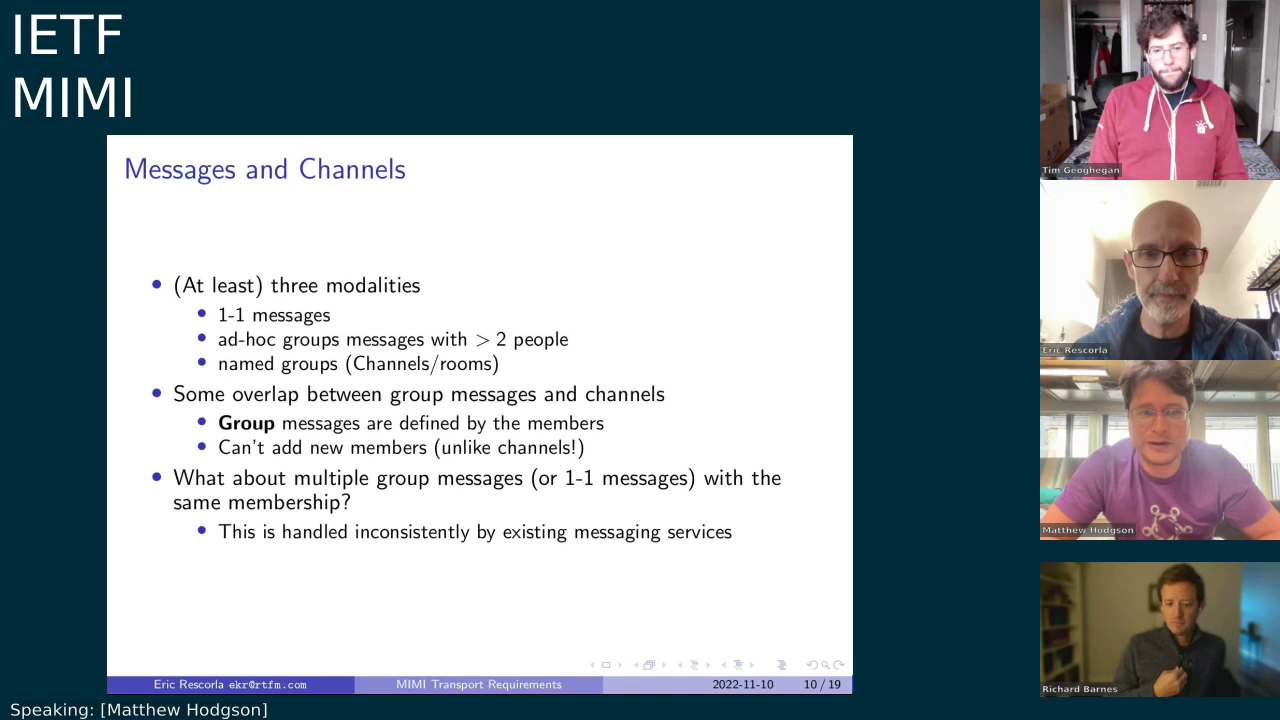 IETF
MIMI
Messages and Channels
• (At least) three modalities
• 1-1 messages
• ad-hoc groups messages with > 2 people
• named groups (Channels/rooms)
• Some overlap between group messages and channels
• Group messages are defined by the members
• Can't add new members (unlike channels!)
• What about multiple group messages (or 1-1 messages) with the
same membership?
• This is handled inconsistently by existing messaging services
Eric Rescorla ekr@rtfm.com MIMI Transport Requirements 2022-11-10 10 / 19
Tim Geoghegan
Eric Rescorla
Matthew Hodgson
Richard Barnes
Speaking: [Matthew Hodgson]